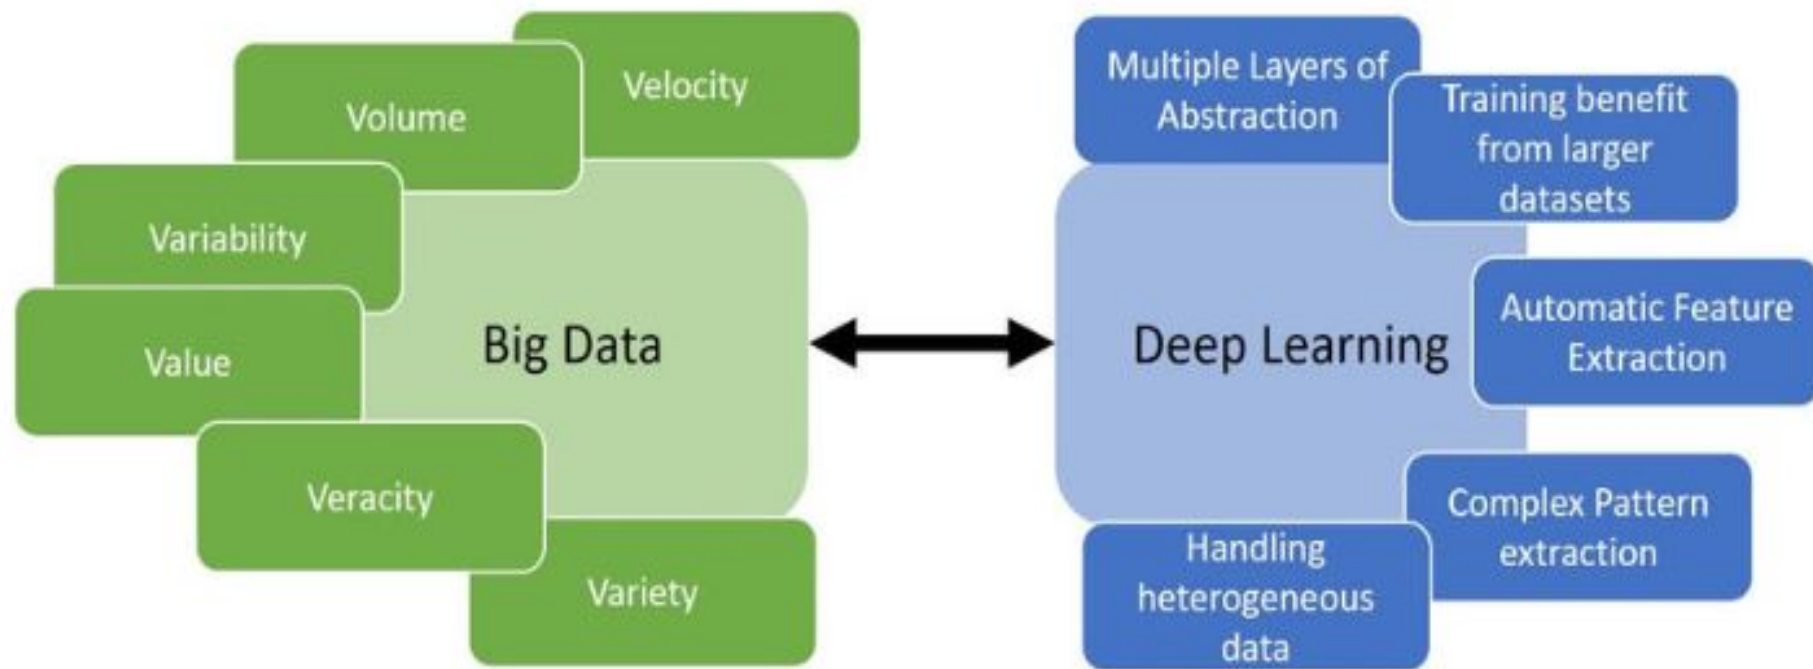 Velocity
Volume
Variability
Value
Veracity
Variety
Big Data
Deep Learning
Multiple Layers of
Abstraction
Training benefit
from larger
datasets
Automatic Feature
Extraction
Complex Pattern
extraction
Handling
heterogeneous
data